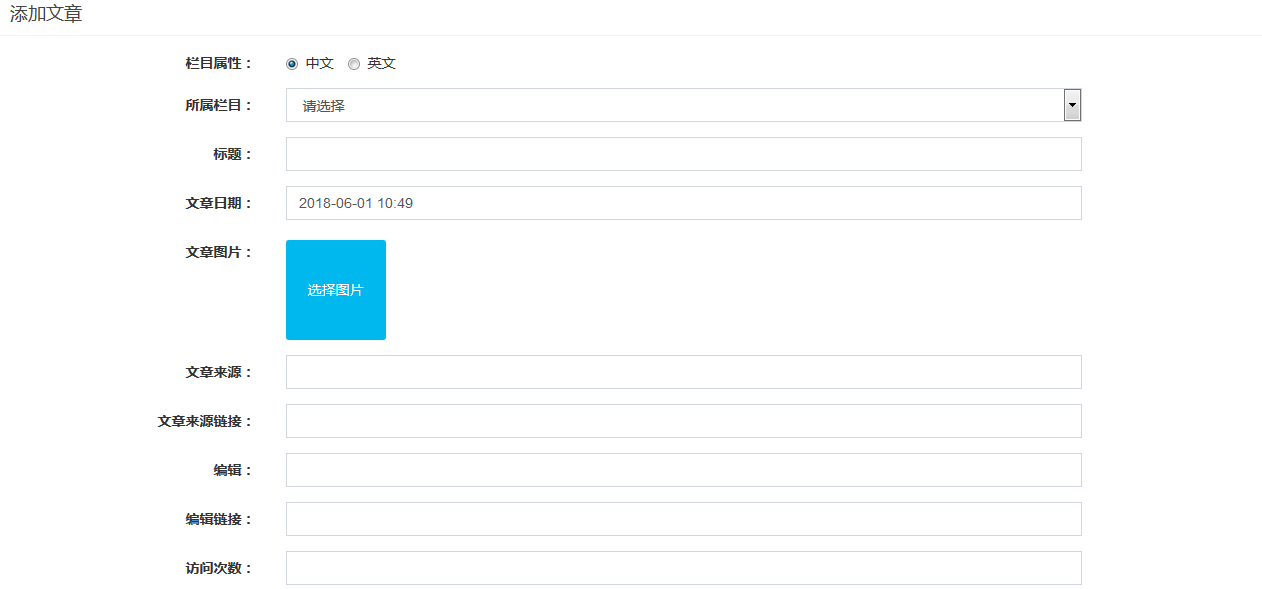 添加文章
栏目属性： 中文 英文
所属栏目： 请选择
标题：
文章日期： 2018-06-01 10:49
文章图片：
选择图片
文章来源：
文章来源链接：
编辑：
编辑链接：
访问次数：